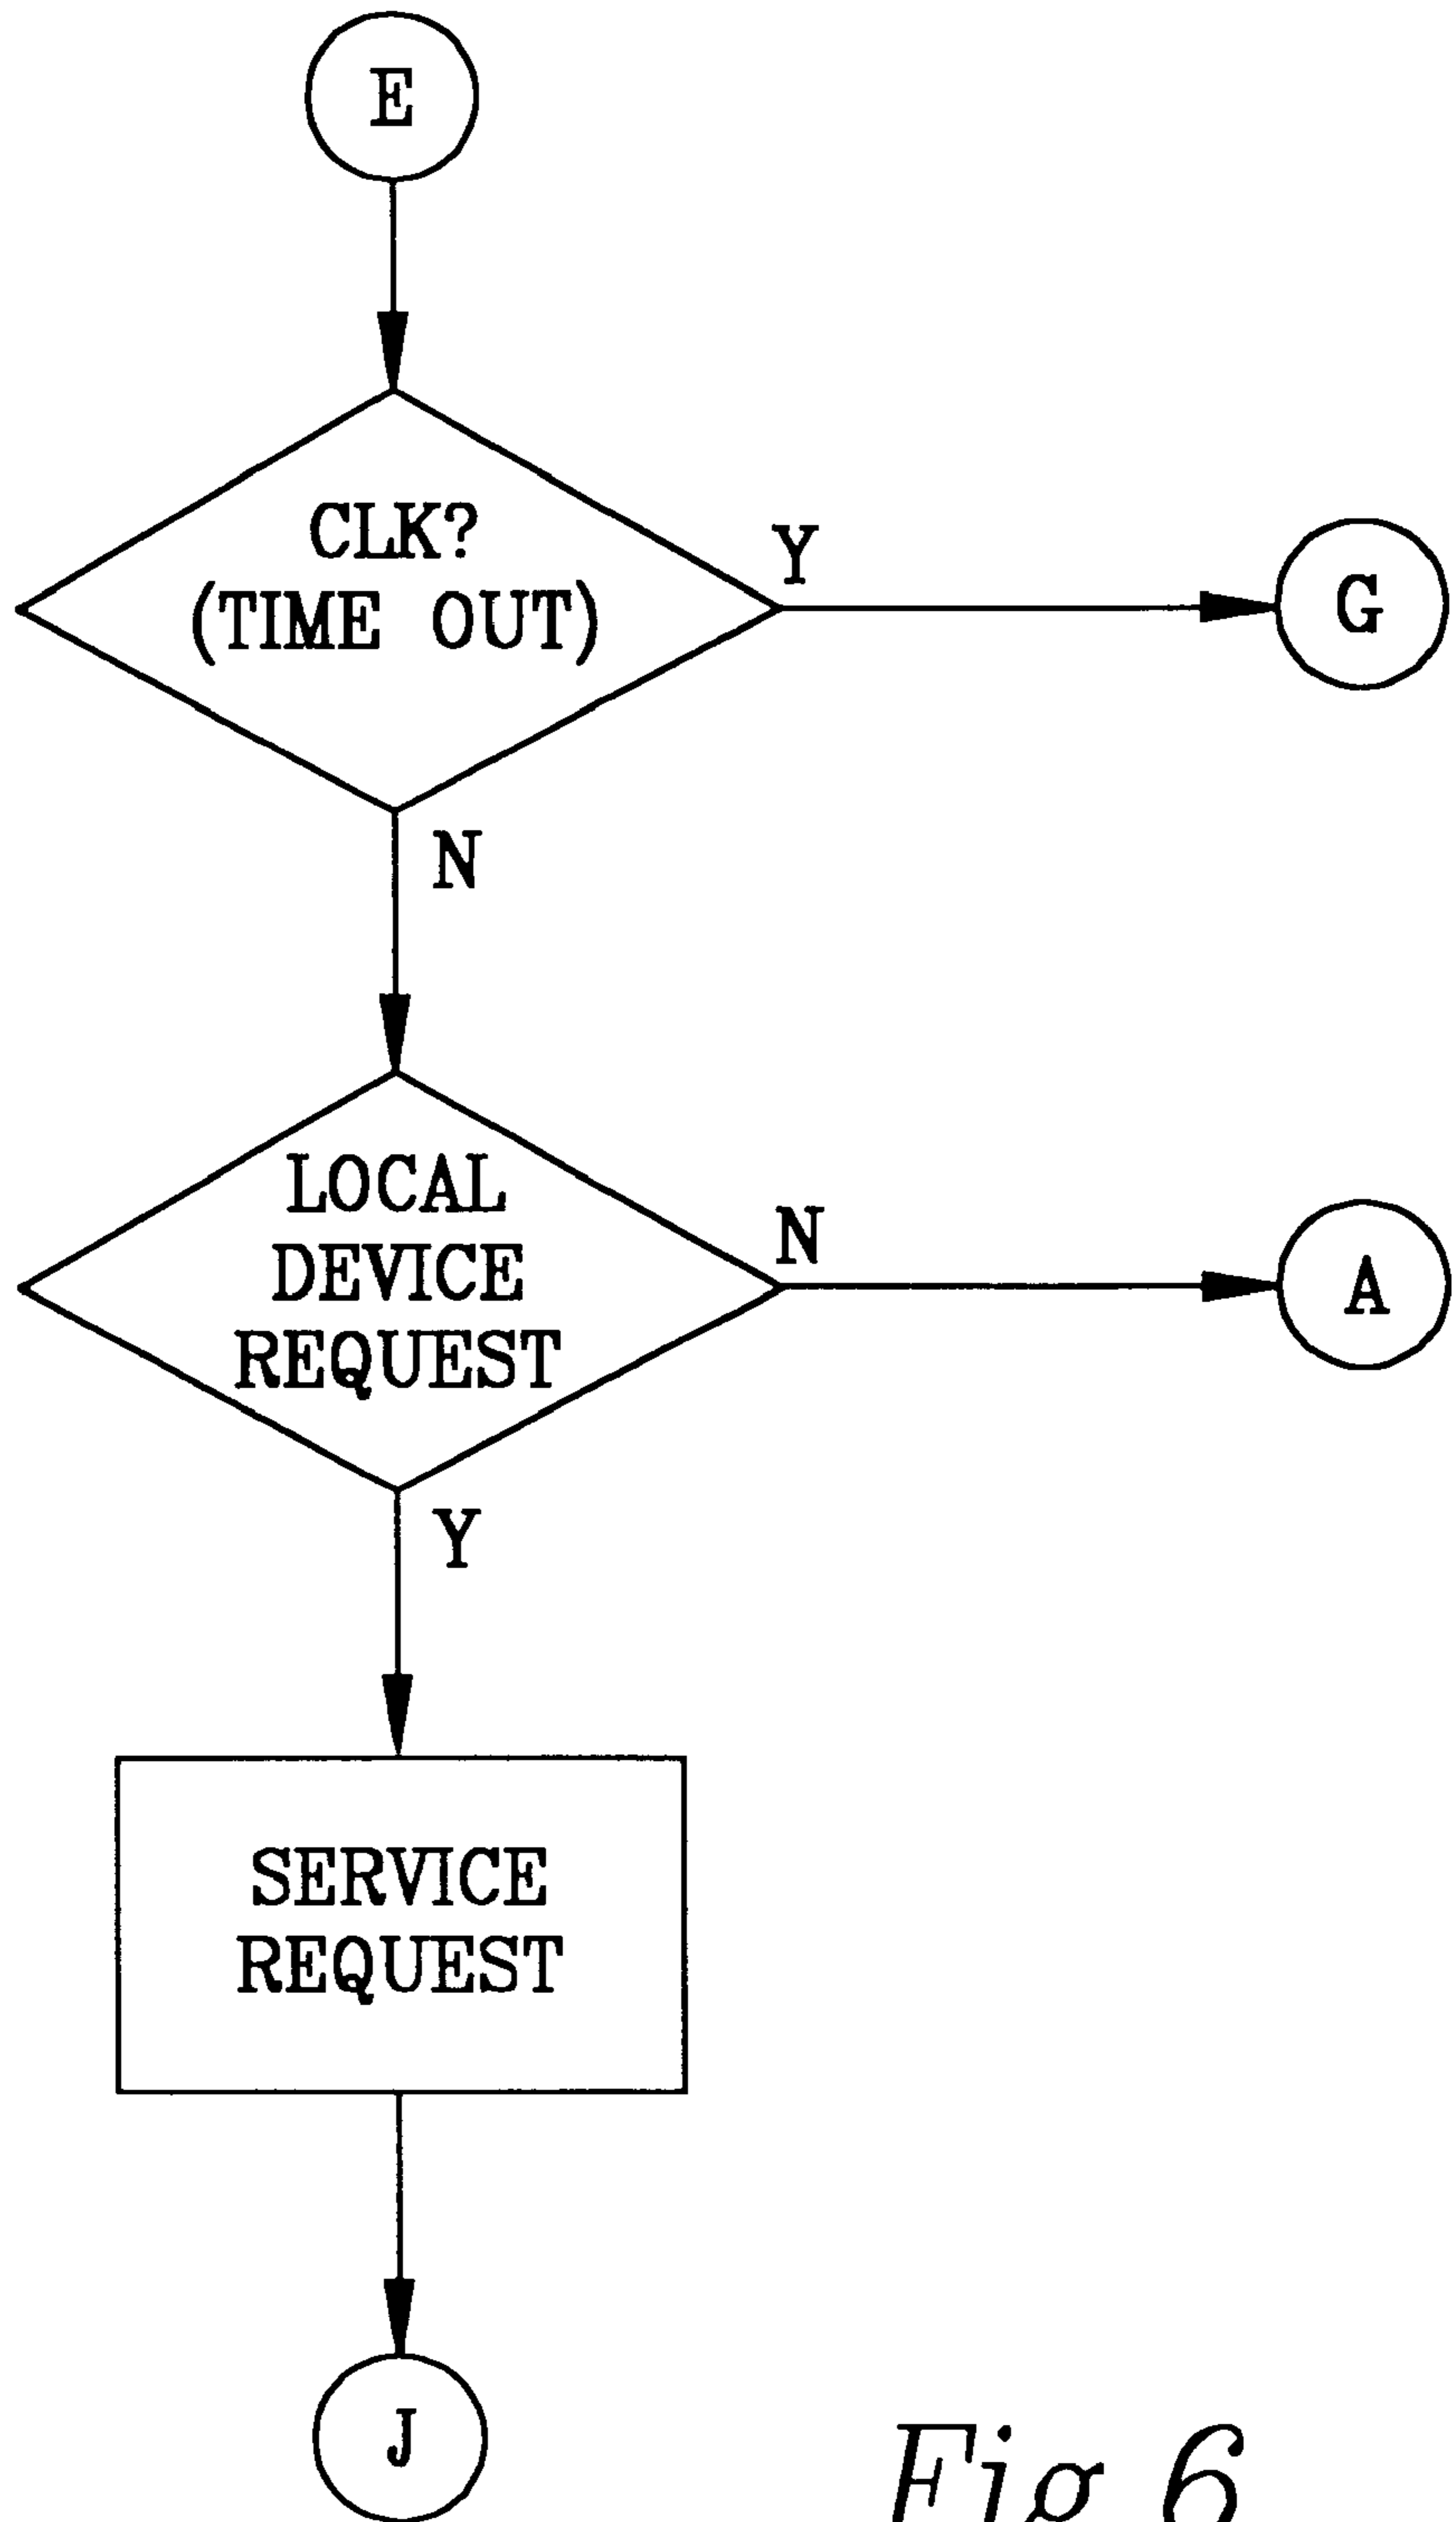 E
CLK?
(TIME OUT)
Y
G
N
LOCAL
DEVICE
REQUEST
N
A
Y
SERVICE
REQUEST
J
Fig 6